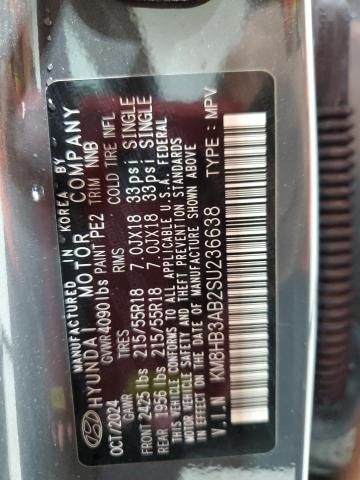 MFD. IN KOREA BY
HYUNDAI MOTOR COMPANY
OCT/2024 GVWR 4090 lbs PAINT PE2 TRIM NNB
GAWR TIRES RIMS COLD TIRE INFL
FRONT 2425 lbs 215/55R18 7.0JX18 33psi SINGLE
REAR 1956 lbs 215/55R18 7.0JX18 33psi SINGLE
THIS VEHICLE CONFORMS TO ALL APPLICABLE U.S.A. FEDERAL
MOTOR VEHICLE SAFETY AND THEFT PREVENTION STANDARDS
IN EFFECT ON THE DATE OF MANUFACTURE SHOWN ABOVE.
V.I.N KM8HB3AB2SU236638 TYPE : MPV